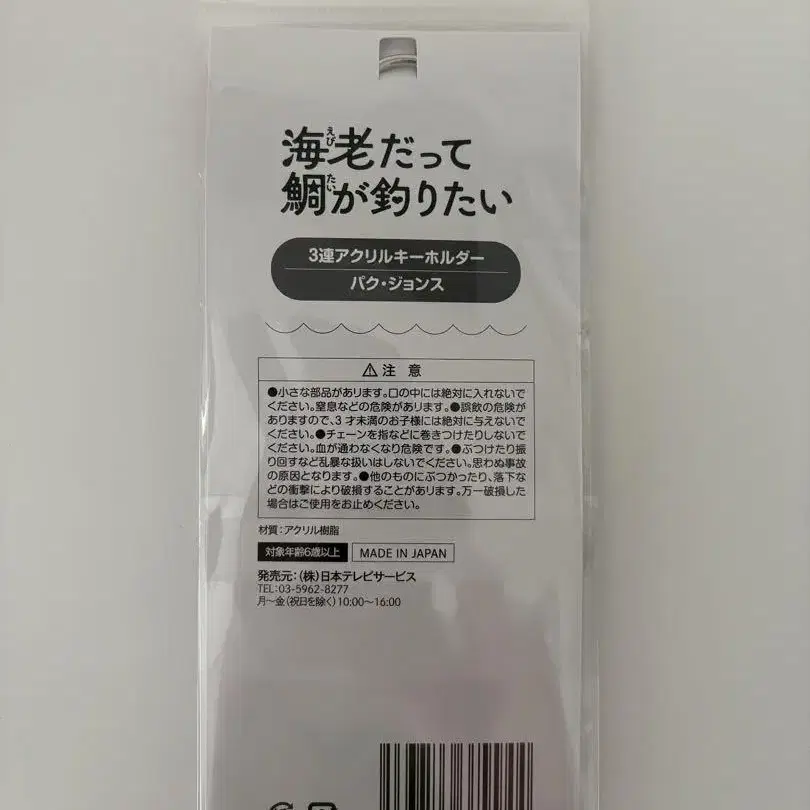 海老だって
えび
鯛が釣りたい
たい
3連アクリルキーホルダー
パク・ジョンス
⚠注 意
●小さな部品があります。口の中には絶対に入れないで
ください。窒息などの危険があります。●誤飲の危険が
ありますので、3才未満のお子様には絶対に与えないで
ください。●チェーンを指などに巻きつけたりしないで
ください。血が通わなくなり危険です。●ぶつけたり振
り回すなど乱暴な扱いはしないでください。思わぬ事故
の原因となります。●他のものにぶつかったり、落下な
どの衝撃により破損することがあります。万一破損した
場合はご使用をお止めください。
材質:アクリル樹脂
対象年齢6歳以上 MADE IN JAPAN
発売元:(株)日本テレビサービス
TEL:03-5962-8277
月〜金(祝日を除く)10:00〜16:00